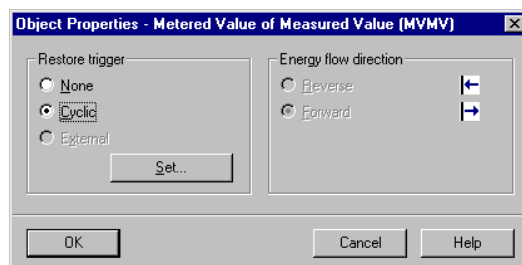 Object Properties - Metered Value of Measured Value (MVMV)
Restore trigger
None
Cyclic
External
Set...
Energy flow direction
Reverse
Forward
OK
Cancel
Help